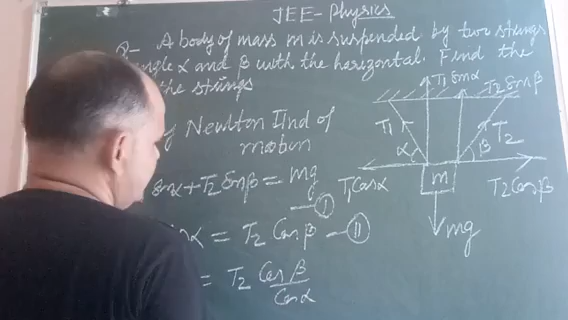 JEE-Physics
Q- A body of mass m is suspended by two strings
angle α and β with the horizontal. Find the
the strings
T1 Sinα
T2 Sinβ
Newton IInd of
motion
T1
T2
α
β
Sinα+T2 Sinβ = mg
I
T1Cosα
m
T2Cosβ
α = T2 Cosβ - II
mg
= T2 Cosβ
Cosα